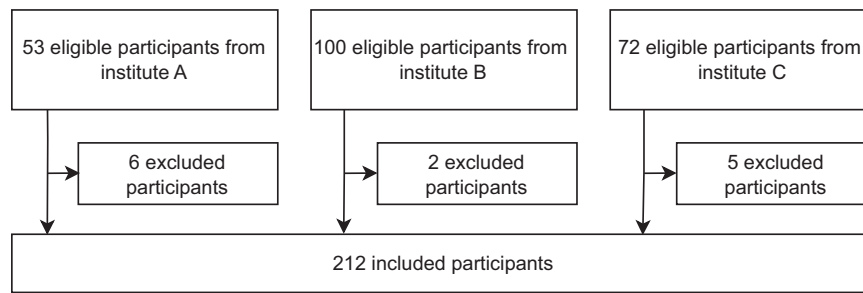 53 eligible participants from
institute A
100 eligible participants from
institute B
72 eligible participants from
institute C
6 excluded
participants
2 excluded
participants
5 excluded
participants
212 included participants